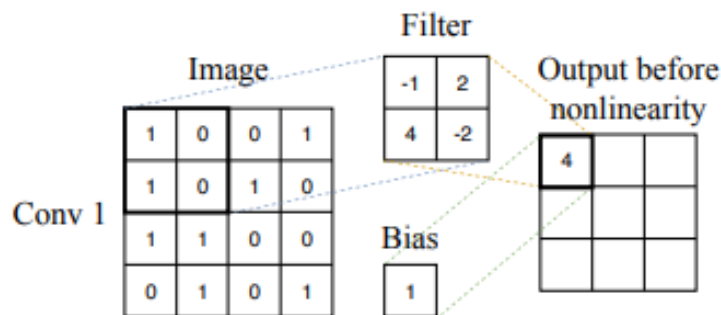 Filter
Image
Output before
nonlinearity
-1 2
4 -2
1 0 0 1
1 0 1 0
1 1 0 0
0 1 0 1
4
Conv 1
Bias
1